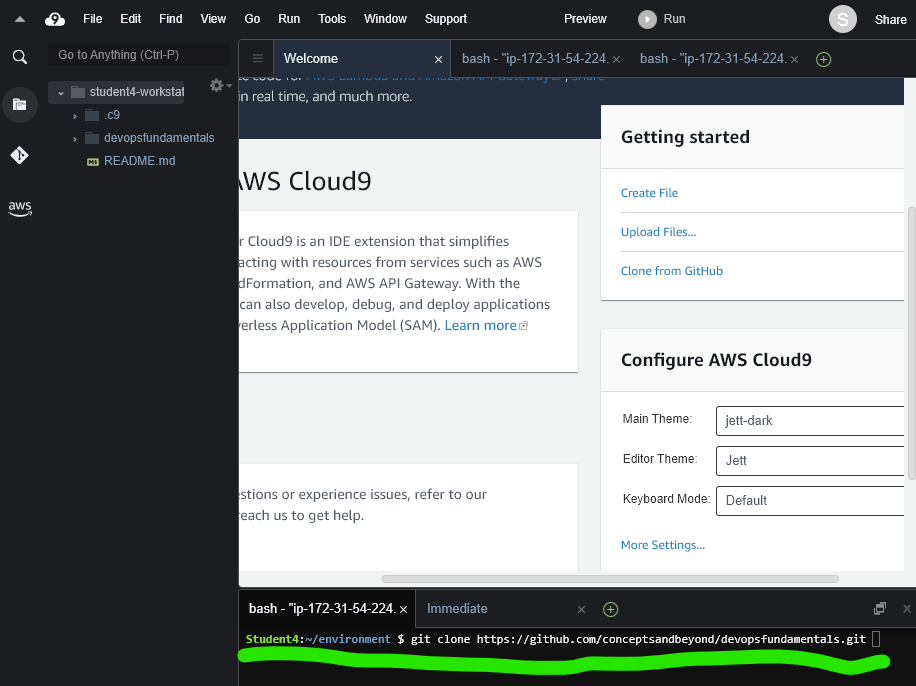 9 File Edit Find View Go Run Tools Window Support Preview Run S Share
Go to Anything (Ctrl-P)
Welcome × bash - "ip-172-31-54-224. × bash - "ip-172-31-54-224. ×
student4-workstat
.c9
devopsfundamentals
README.md
aws
code for AWS Lambda and Amazon API Gateway, share
in real time, and much more.
AWS Cloud9
r Cloud9 is an IDE extension that simplifies
acting with resources from services such as AWS
dFormation, and AWS API Gateway. With the
can also develop, debug, and deploy applications
verless Application Model (SAM). Learn more
estions or experience issues, refer to our
reach us to get help.
Getting started
Create File
Upload Files...
Clone from GitHub
Configure AWS Cloud9
Main Theme: jett-dark
Editor Theme: Jett
Keyboard Mode: Default
More Settings...
bash - "ip-172-31-54-224. × Immediate ×
Student4:~/environment $ git clone https://github.com/conceptsandbeyond/devopsfundamentals.git